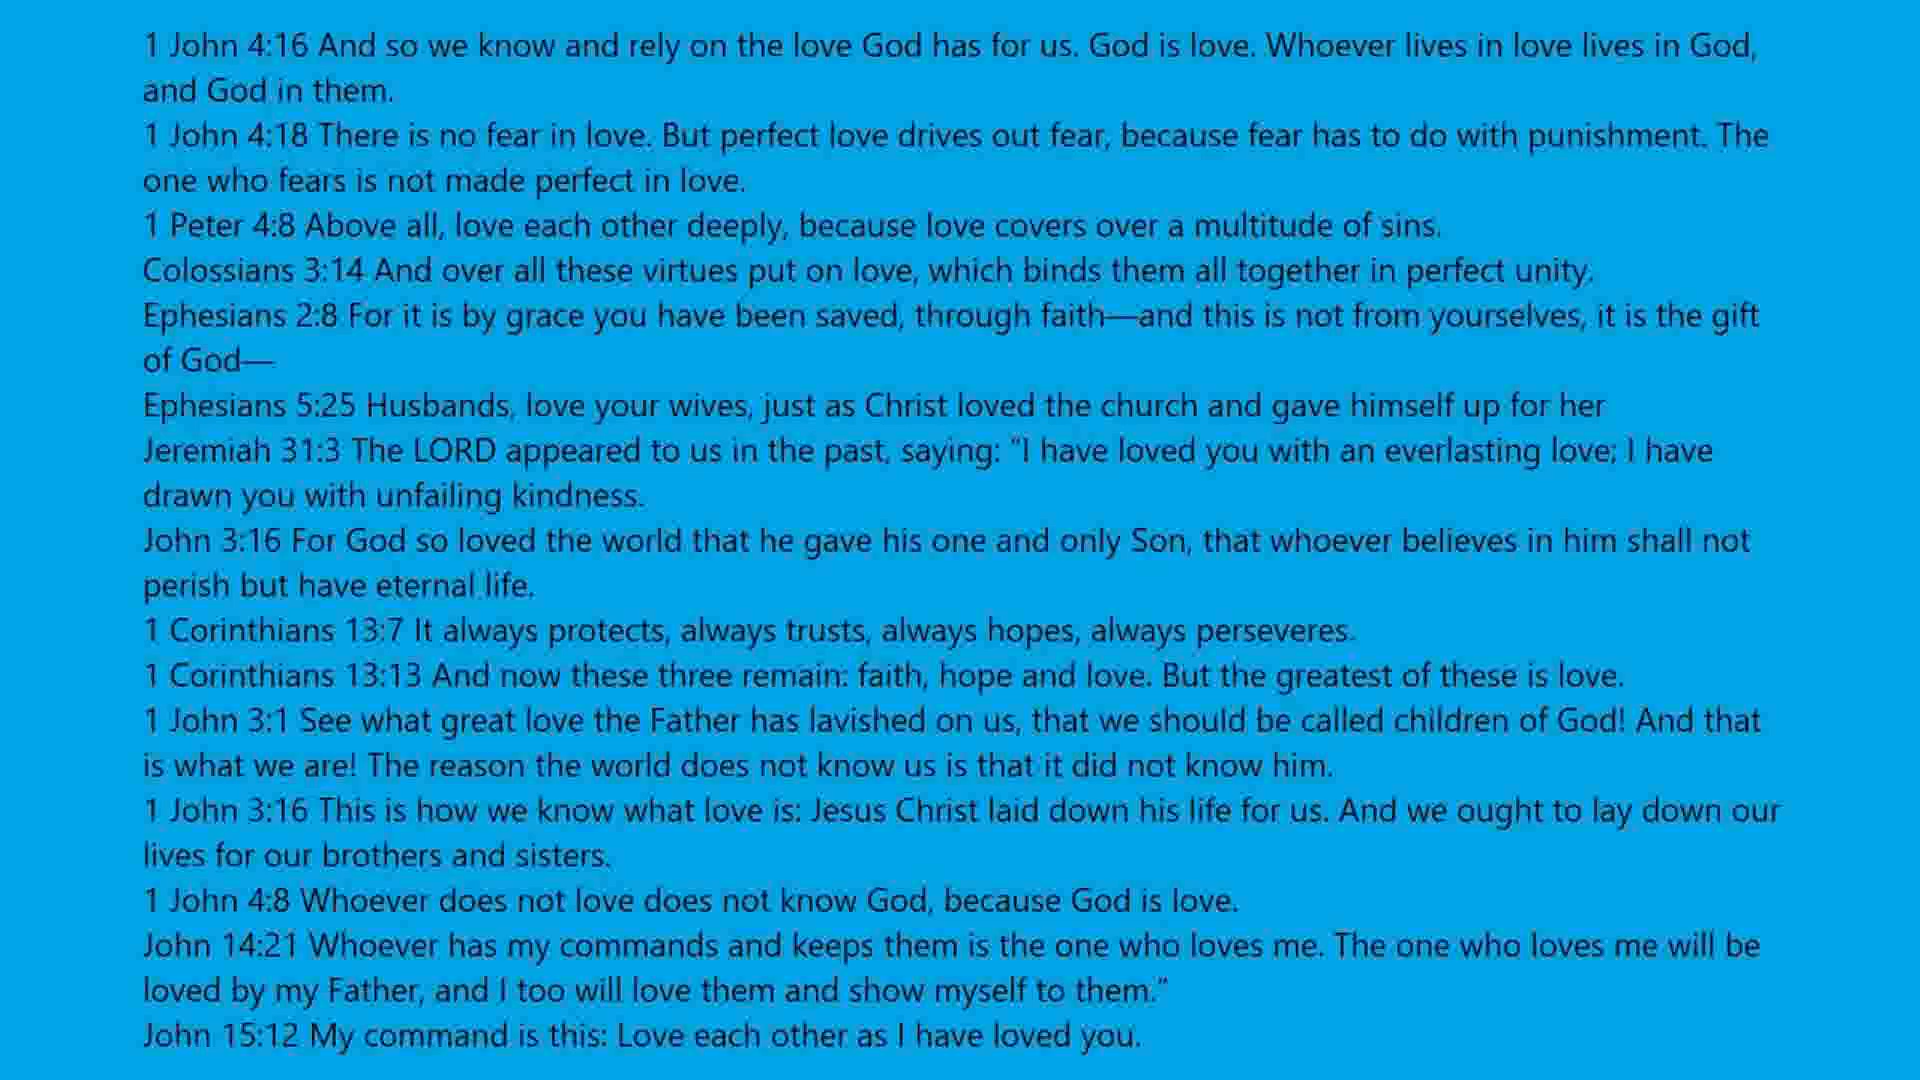 1 John 4:16 And so we know and rely on the love God has for us. God is love. Whoever lives in love lives in God,
and God in them.
1 John 4:18 There is no fear in love. But perfect love drives out fear, because fear has to do with punishment. The
one who fears is not made perfect in love.
1 Peter 4:8 Above all, love each other deeply, because love covers over a multitude of sins.
Colossians 3:14 And over all these virtues put on love, which binds them all together in perfect unity.
Ephesians 2:8 For it is by grace you have been saved, through faith—and this is not from yourselves, it is the gift
of God—
Ephesians 5:25 Husbands, love your wives, just as Christ loved the church and gave himself up for her
Jeremiah 31:3 The LORD appeared to us in the past, saying: “I have loved you with an everlasting love; I have
drawn you with unfailing kindness.
John 3:16 For God so loved the world that he gave his one and only Son, that whoever believes in him shall not
perish but have eternal life.
1 Corinthians 13:7 It always protects, always trusts, always hopes, always perseveres.
1 Corinthians 13:13 And now these three remain: faith, hope and love. But the greatest of these is love.
1 John 3:1 See what great love the Father has lavished on us, that we should be called children of God! And that
is what we are! The reason the world does not know us is that it did not know him.
1 John 3:16 This is how we know what love is: Jesus Christ laid down his life for us. And we ought to lay down our
lives for our brothers and sisters.
1 John 4:8 Whoever does not love does not know God, because God is love.
John 14:21 Whoever has my commands and keeps them is the one who loves me. The one who loves me will be
loved by my Father, and I too will love them and show myself to them.”
John 15:12 My command is this: Love each other as I have loved you.